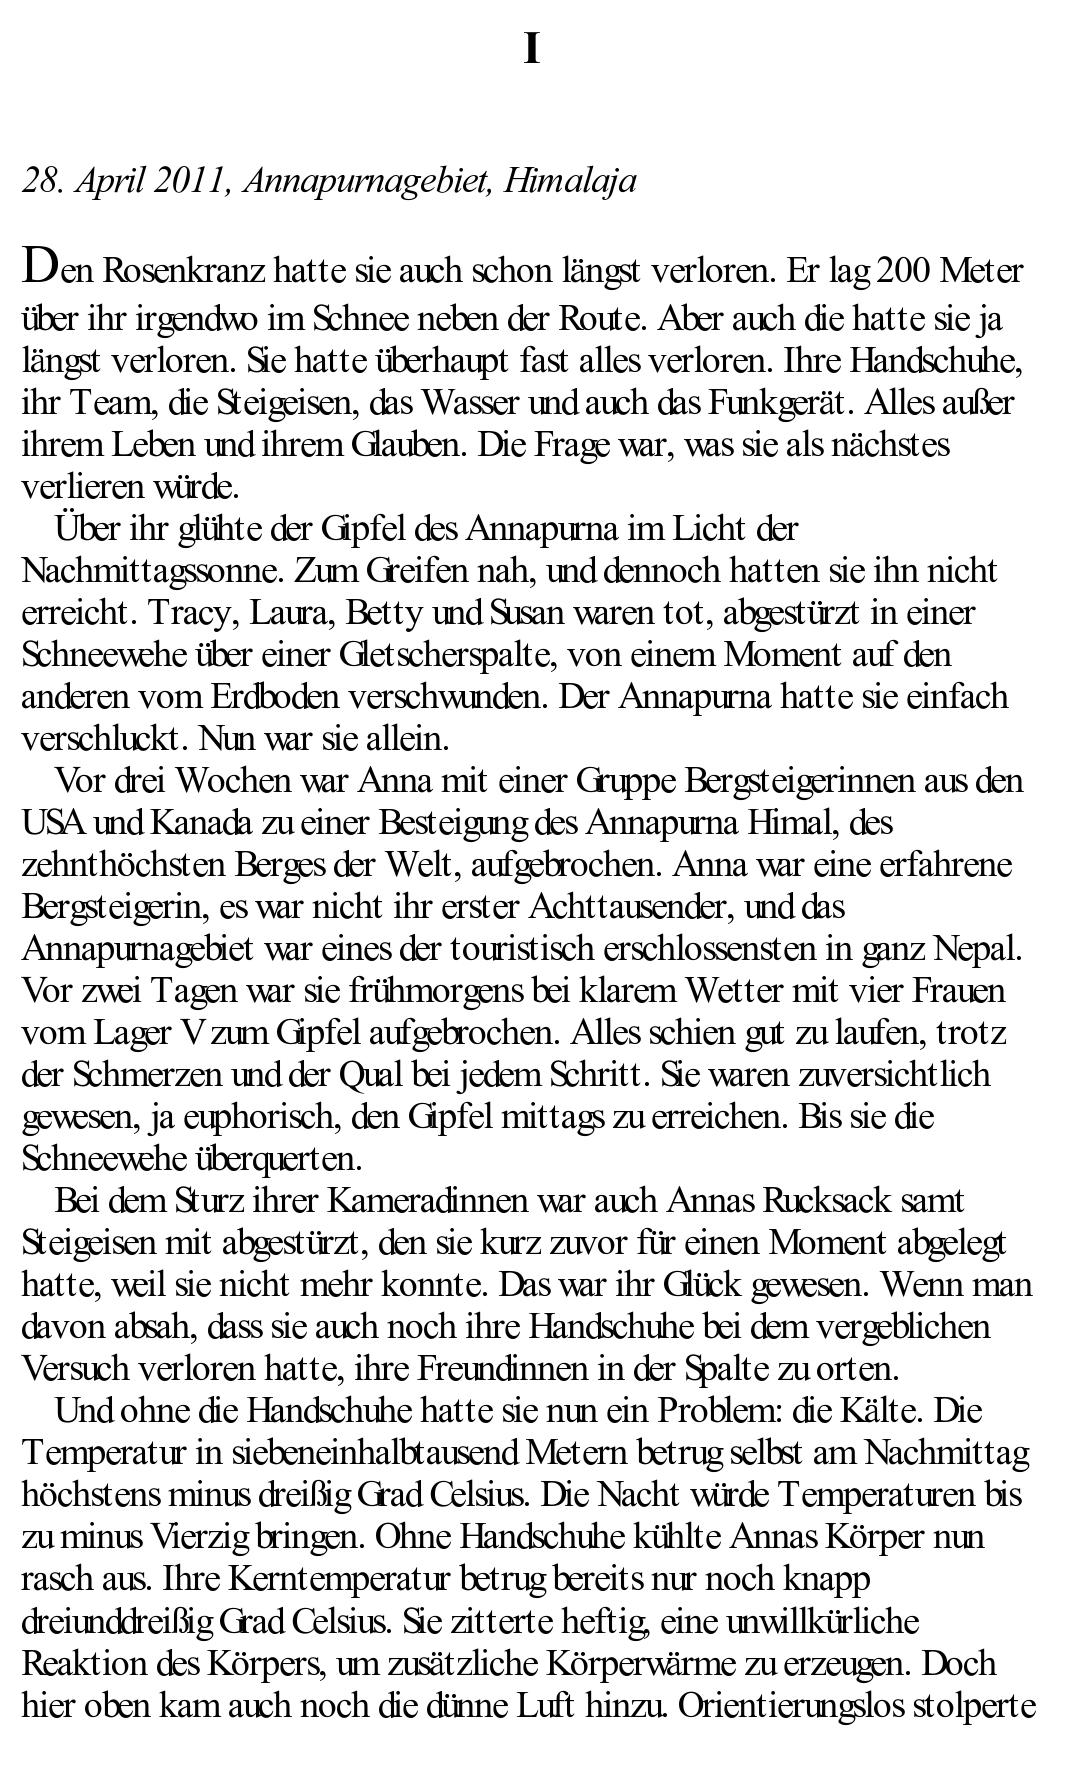 I
28. April 2011, Annapurnagebiet, Himalaja
Den Rosenkranz hatte sie auch schon längst verloren. Er lag 200 Meter
über ihr irgendwo im Schnee neben der Route. Aber auch die hatte sie ja
längst verloren. Sie hatte überhaupt fast alles verloren. Ihre Handschuhe,
ihr Team, die Steigeisen, das Wasser und auch das Funkgerät. Alles außer
ihrem Leben und ihrem Glauben. Die Frage war, was sie als nächstes
verlieren würde.
Über ihr glühte der Gipfel des Annapurna im Licht der
Nachmittagssonne. Zum Greifen nah, und dennoch hatten sie ihn nicht
erreicht. Tracy, Laura, Betty und Susan waren tot, abgestürzt in einer
Schneewehe über einer Gletscherspalte, von einem Moment auf den
anderen vom Erdboden verschwunden. Der Annapurna hatte sie einfach
verschluckt. Nun war sie allein.
Vor drei Wochen war Anna mit einer Gruppe Bergsteigerinnen aus den
USA und Kanada zu einer Besteigung des Annapurna Himal, des
zehnthöchsten Berges der Welt, aufgebrochen. Anna war eine erfahrene
Bergsteigerin, es war nicht ihr erster Achttausender, und das
Annapurnagebiet war eines der touristisch erschlossensten in ganz Nepal.
Vor zwei Tagen war sie frühmorgens bei klarem Wetter mit vier Frauen
vom Lager V zum Gipfel aufgebrochen. Alles schien gut zu laufen, trotz
der Schmerzen und der Qual bei jedem Schritt. Sie waren zuversichtlich
gewesen, ja euphorisch, den Gipfel mittags zu erreichen. Bis sie die
Schneewehe überquerten.
Bei dem Sturz ihrer Kameradinnen war auch Annas Rucksack samt
Steigeisen mit abgestürzt, den sie kurz zuvor für einen Moment abgelegt
hatte, weil sie nicht mehr konnte. Das war ihr Glück gewesen. Wenn man
davon absah, dass sie auch noch ihre Handschuhe bei dem vergeblichen
Versuch verloren hatte, ihre Freundinnen in der Spalte zu orten.
Und ohne die Handschuhe hatte sie nun ein Problem: die Kälte. Die
Temperatur in siebeneinhalbtausend Metern betrug selbst am Nachmittag
höchstens minus dreißig Grad Celsius. Die Nacht würde Temperaturen bis
zu minus Vierzig bringen. Ohne Handschuhe kühlte Annas Körper nun
rasch aus. Ihre Kerntemperatur betrug bereits nur noch knapp
dreiunddreißig Grad Celsius. Sie zitterte heftig, eine unwillkürliche
Reaktion des Körpers, um zusätzliche Körperwärme zu erzeugen. Doch
hier oben kam auch noch die dünne Luft hinzu. Orientierungslos stolperte